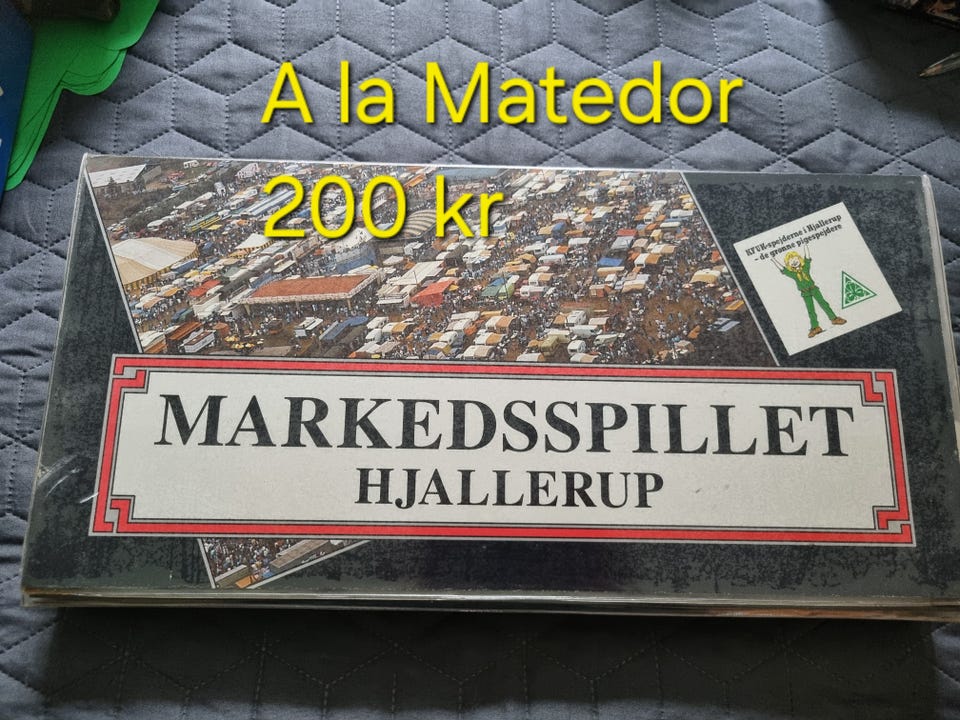 A la Matedor
200 kr
KFUK-spejderne i Hjallerup
- de grønne pigespejdere
MARKEDSSPILLET
HJALLERUP